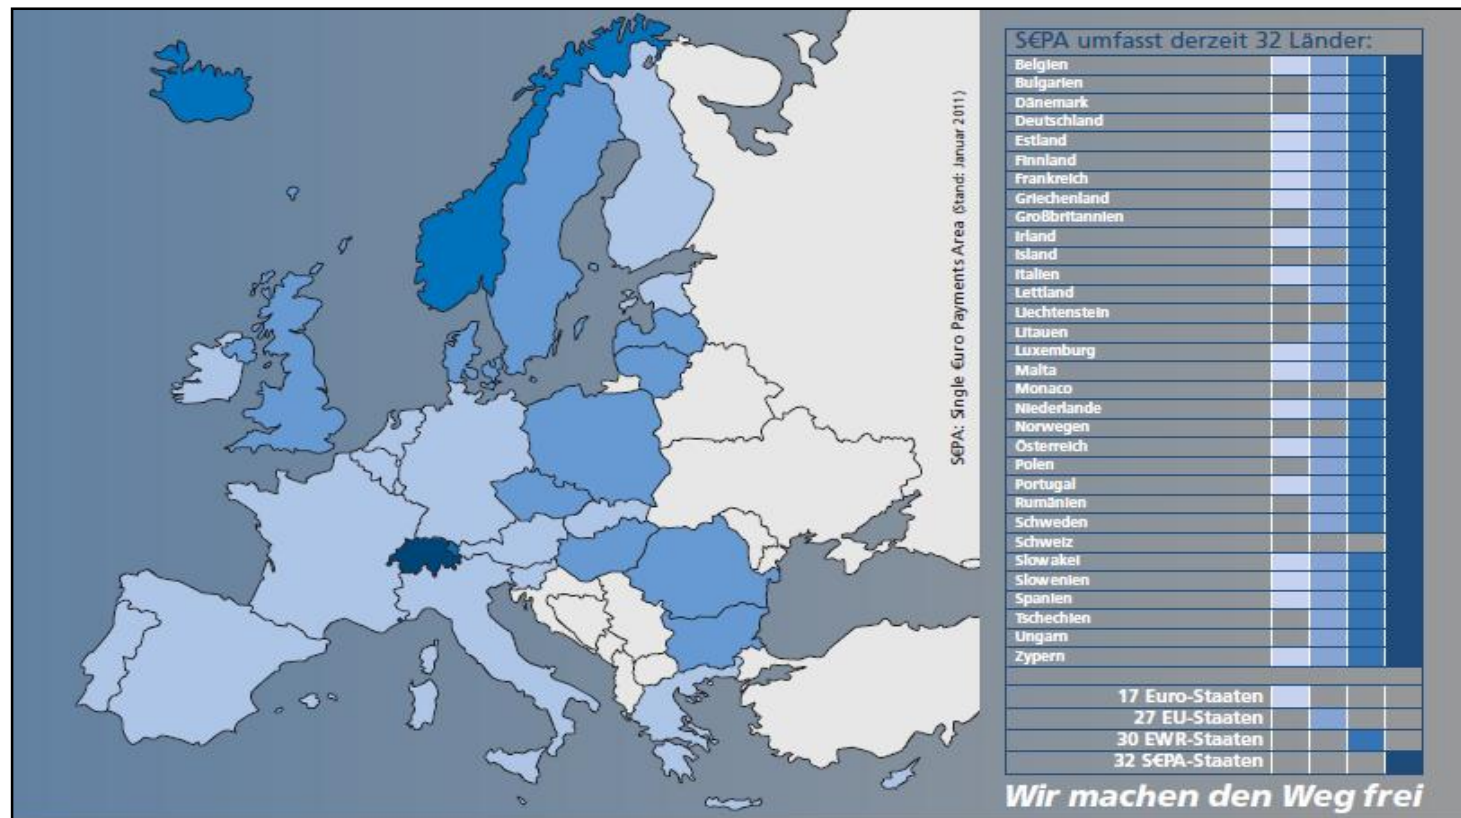 S€PA umfasst derzeit 32 Länder:
Belgien
Bulgarien
Dänemark
Deutschland
Estland
Finnland
Frankreich
Griechenland
Großbritannien
Irland
Island
Italien
Lettland
Liechtenstein
Litauen
Luxemburg
Malta
Monaco
Niederlande
Norwegen
Österreich
Polen
Portugal
Rumänien
Schweden
Schweiz
Slowakei
Slowenien
Spanien
Tschechien
Ungarn
Zypern
17 Euro-Staaten
27 EU-Staaten
30 EWR-Staaten
32 S€PA-Staaten
Wir machen den Weg frei
S€PA: Single €uro Payments Area (Stand: Januar 2011)